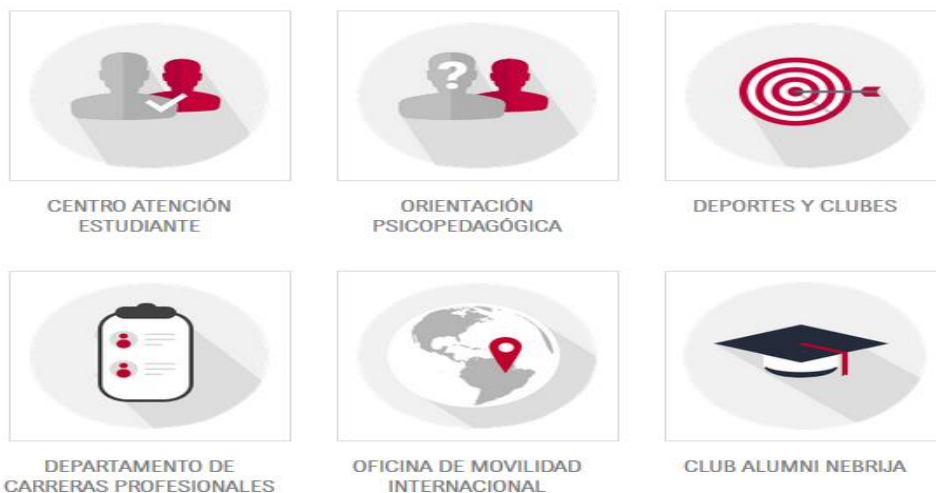 CENTRO ATENCIÓN
ESTUDIANTE
ORIENTACIÓN
PSICOPEDAGÓGICA
DEPORTES Y CLUBES
DEPARTAMENTO DE
CARRERAS PROFESIONALES
OFICINA DE MOVILIDAD
INTERNACIONAL
CLUB ALUMNI NEBRIJA